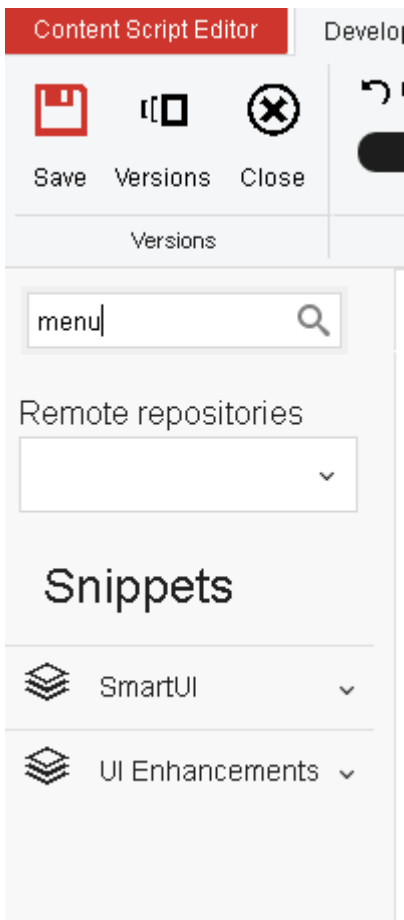 Content Script Editor Develop
Save Versions Close
Versions
menu
Remote repositories
Snippets
SmartUI
UI Enhancements